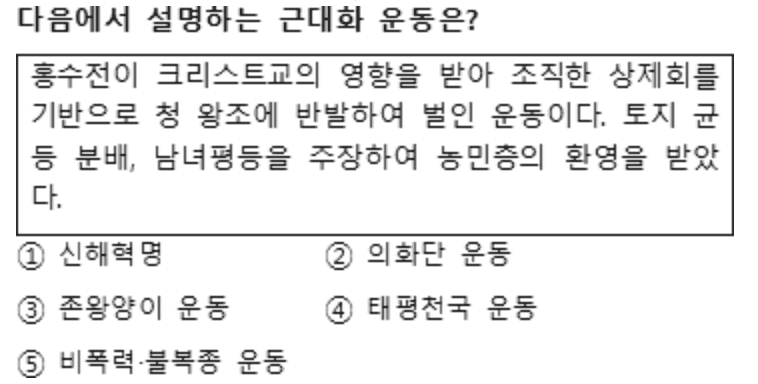 다음에서 설명하는 근대화 운동은?
홍수전이 크리스트교의 영향을 받아 조직한 상제회를
기반으로 청 왕조에 반발하여 벌인 운동이다. 토지 균
등 분배, 남녀평등을 주장하여 농민층의 환영을 받았
다.
① 신해혁명 ② 의화단 운동
③ 존왕양이 운동 ④ 태평천국 운동
⑤ 비폭력·불복종 운동